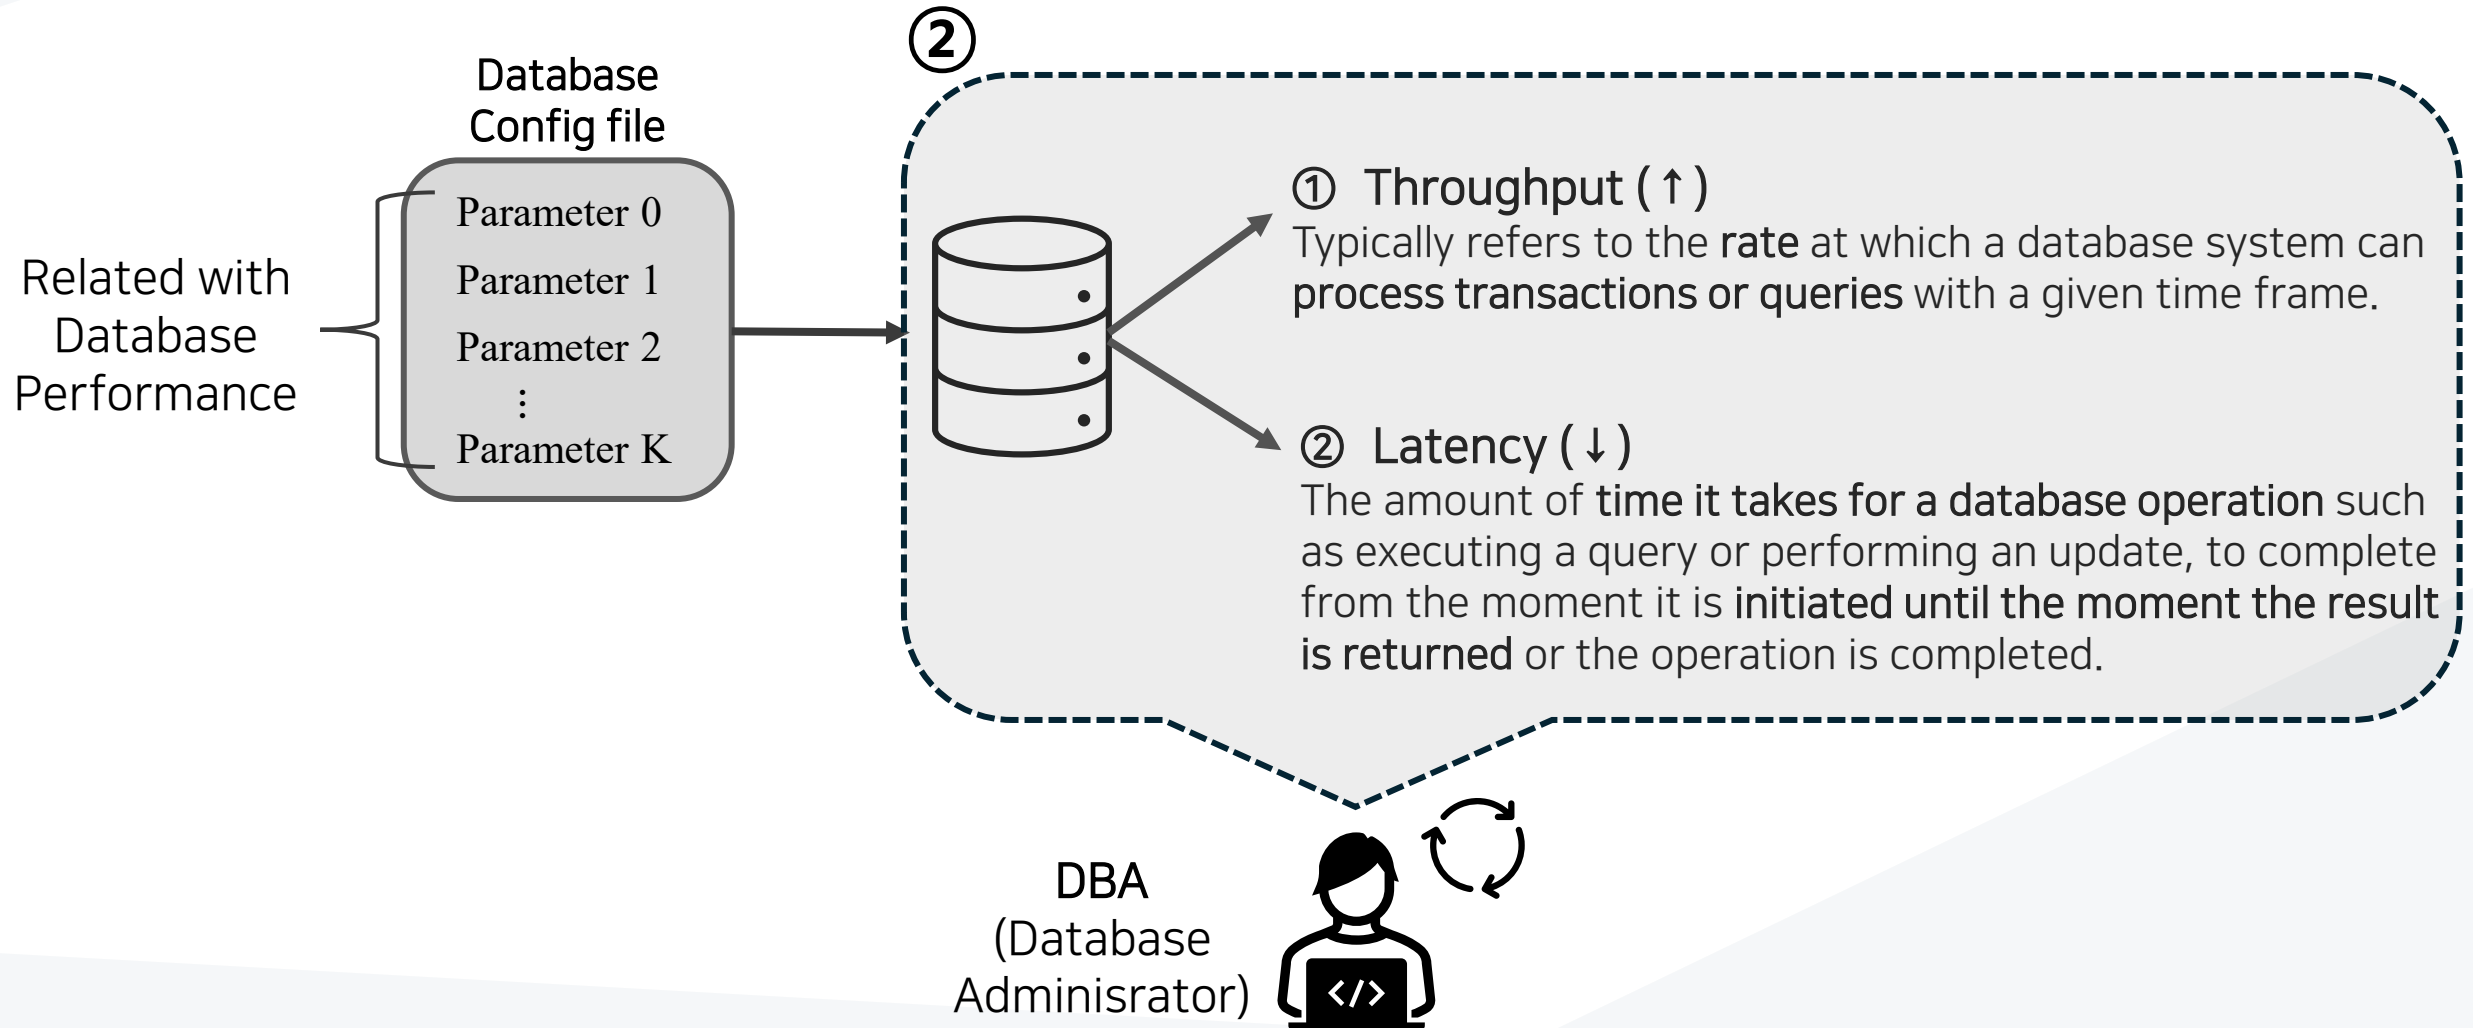 ②
Database
Config file
Parameter 0
Parameter 1
Parameter 2
⋮
Parameter K
Related with
Database
Performance
① Throughput (↑)
Typically refers to the rate at which a database system can
process transactions or queries with a given time frame.
② Latency (↓)
The amount of time it takes for a database operation such
as executing a query or performing an update, to complete
from the moment it is initiated until the moment the result
is returned or the operation is completed.
DBA
(Database
Adminisrator)
</>